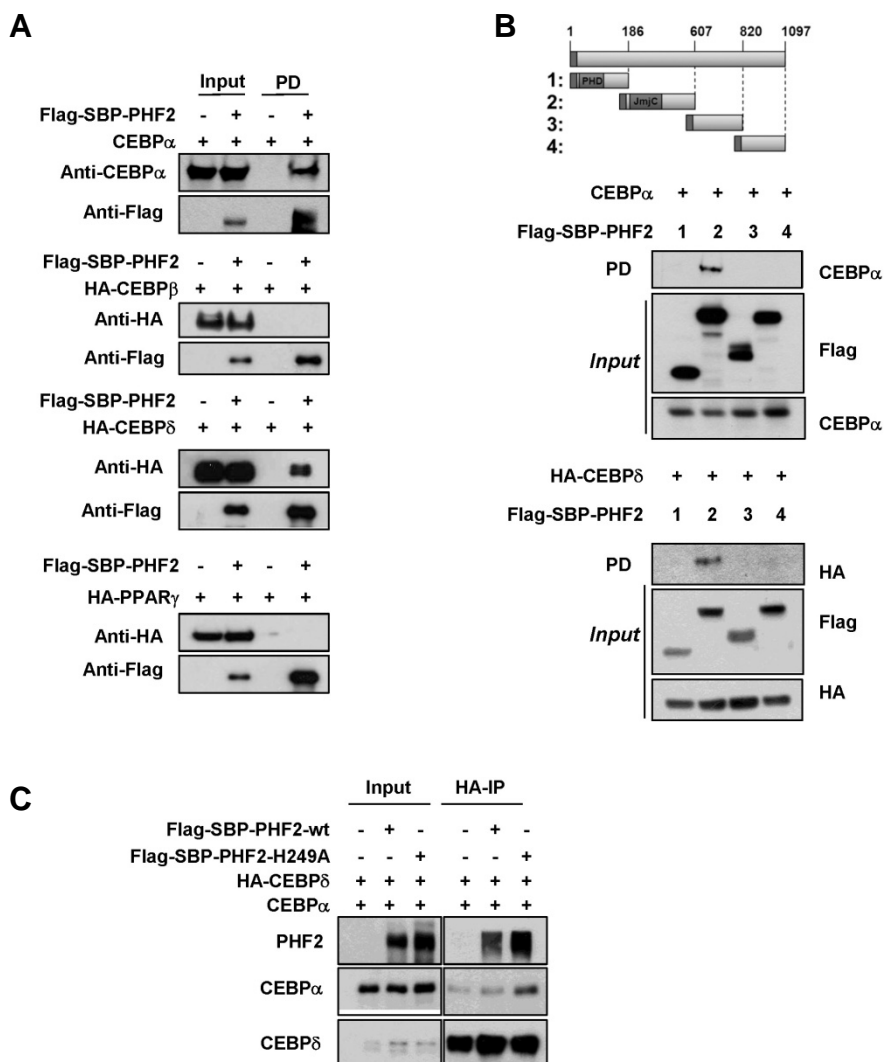 A
Input PD
Flag-SBP-PHF2 - + - +
CEBPα + + + +
Anti-CEBPα
Anti-Flag
Flag-SBP-PHF2 - + - +
HA-CEBPβ + + + +
Anti-HA
Anti-Flag
Flag-SBP-PHF2 - + - +
HA-CEBPδ + + + +
Anti-HA
Anti-Flag
Flag-SBP-PHF2 - + - +
HA-PPARγ + + + +
Anti-HA
Anti-Flag
B
1 186 607 820 1097
1: PHD
2: JmjC
3:
4:
CEBPα + + + +
Flag-SBP-PHF2 1 2 3 4
PD CEBPα
Input Flag
CEBPα
HA-CEBPδ + + + +
Flag-SBP-PHF2 1 2 3 4
PD HA
Input Flag
HA
C
Input HA-IP
Flag-SBP-PHF2-wt - + - - + -
Flag-SBP-PHF2-H249A - - + - - +
HA-CEBPδ + + + + + +
CEBPα + + + + + +
PHF2
CEBPα
CEBPδ